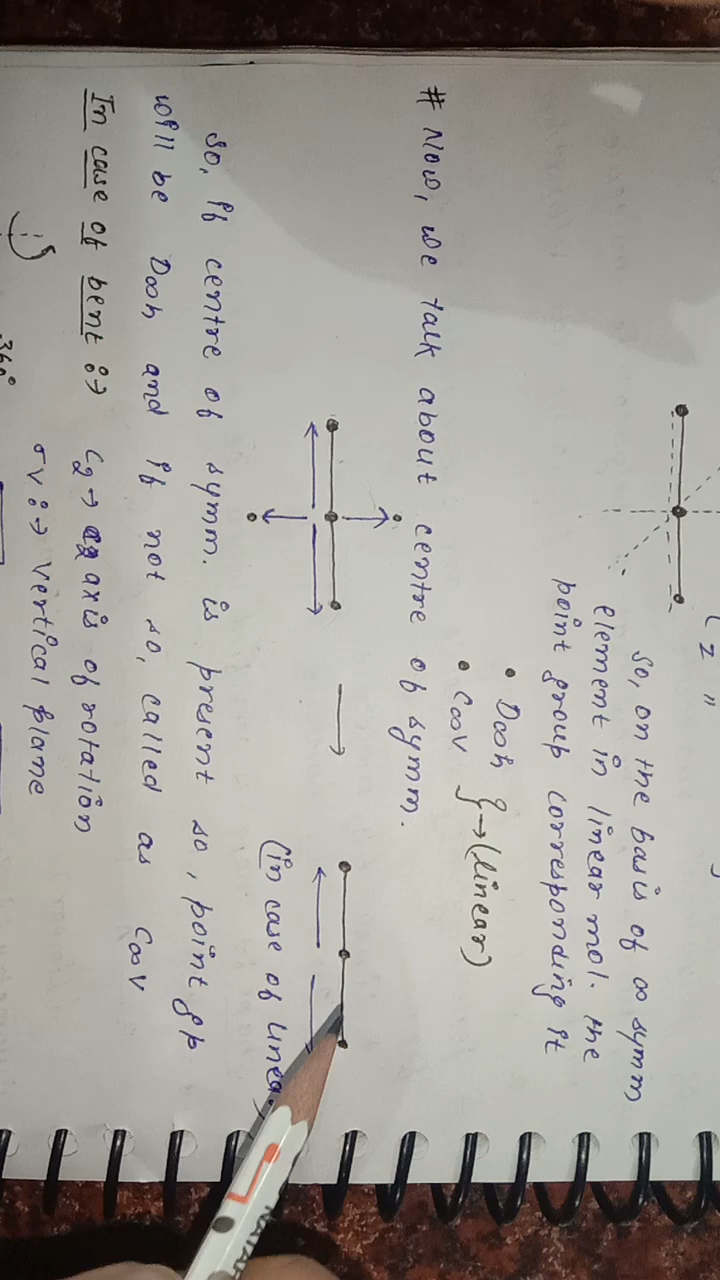 z "
So, on the basis of ∞ symm
element in linear mol. the
point group corresponding it
• D∞h
• C∞v } → (linear)
# Now, we talk about centre of symm.
(in case of linear
So, if centre of symm. is present so, point gp
will be D∞h and if not so, called as C∞v
In case of bent :→ C2 → axis of rotation
σv :→ vertical plane
360°
NATARAJ